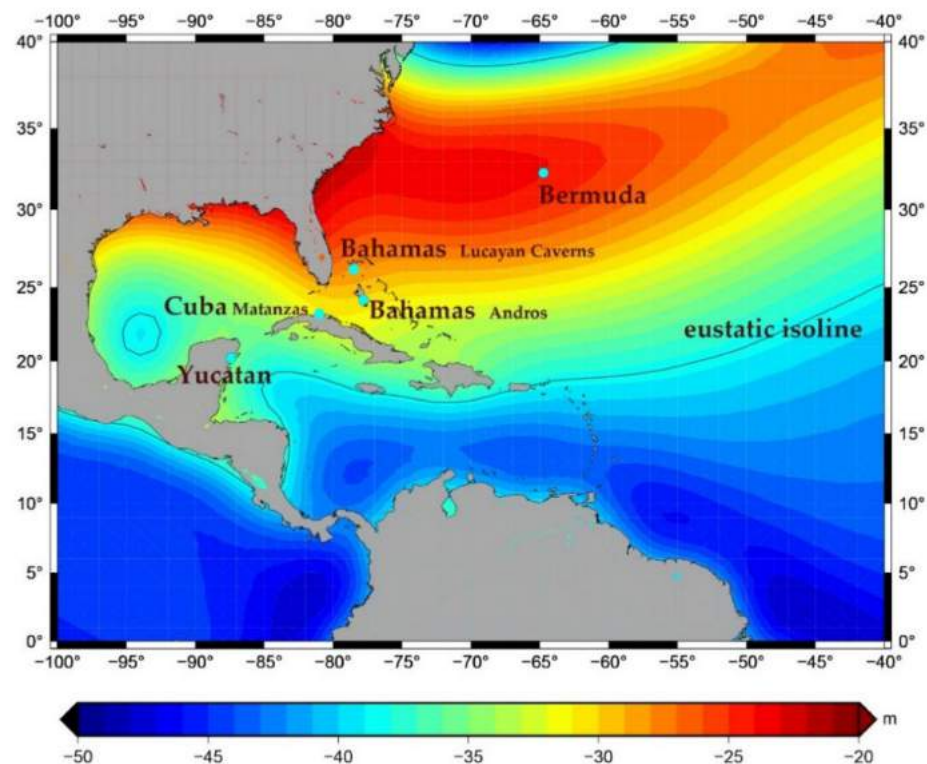 −100° −95° −90° −85° −80° −75° −70° −65° −60° −55° −50° −45° −40°
40° 40°
35° 35°
Bermuda
30° 30°
Bahamas Lucayan Caverns
25° 25°
Cuba Matanzas Bahamas Andros
eustatic isoline
20° 20°
Yucatan
15° 15°
10° 10°
5° 5°
0° 0°
−100° −95° −90° −85° −80° −75° −70° −65° −60° −55° −50° −45° −40°
m
−50 −45 −40 −35 −30 −25 −20